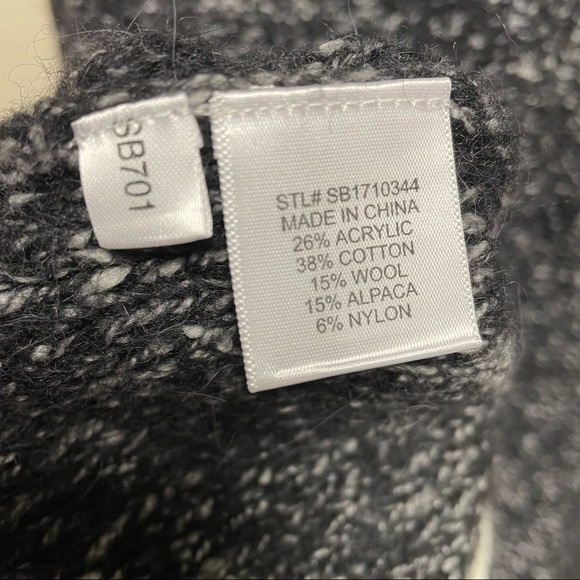 SB701
STL# SB1710344
MADE IN CHINA
26% ACRYLIC
38% COTTON
15% WOOL
15% ALPACA
6% NYLON